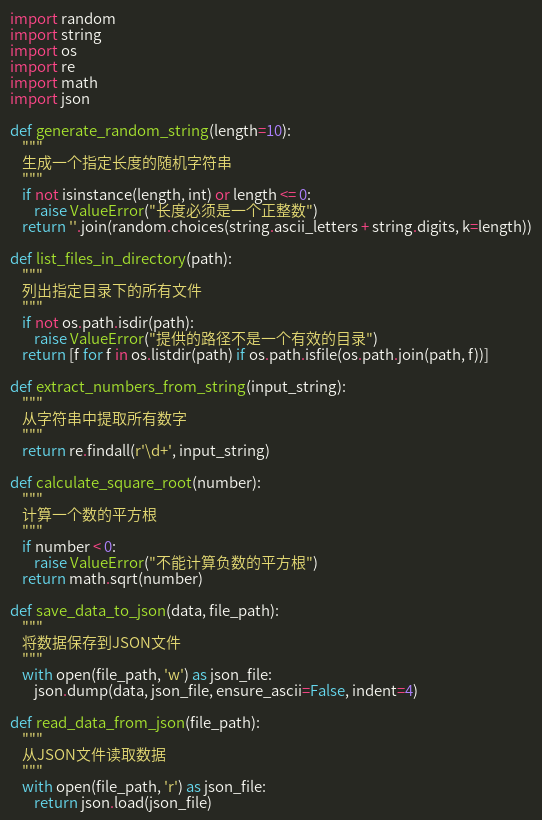 import random
import string
import os
import re
import math
import json
def generate_random_string(length=10):
"""
生成一个指定长度的随机字符串
"""
if not isinstance(length, int) or length <= 0:
raise ValueError("长度必须是一个正整数")
return ''.join(random.choices(string.ascii_letters + string.digits, k=length))
def list_files_in_directory(path):
"""
列出指定目录下的所有文件
"""
if not os.path.isdir(path):
raise ValueError("提供的路径不是一个有效的目录")
return [f for f in os.listdir(path) if os.path.isfile(os.path.join(path, f))]
def extract_numbers_from_string(input_string):
"""
从字符串中提取所有数字
"""
return re.findall(r'\d+', input_string)
def calculate_square_root(number):
"""
计算一个数的平方根
"""
if number < 0:
raise ValueError("不能计算负数的平方根")
return math.sqrt(number)
def save_data_to_json(data, file_path):
"""
将数据保存到JSON文件
"""
with open(file_path, 'w') as json_file:
json.dump(data, json_file, ensure_ascii=False, indent=4)
def read_data_from_json(file_path):
"""
从JSON文件读取数据
"""
with open(file_path, 'r') as json_file:
return json.load(json_file)